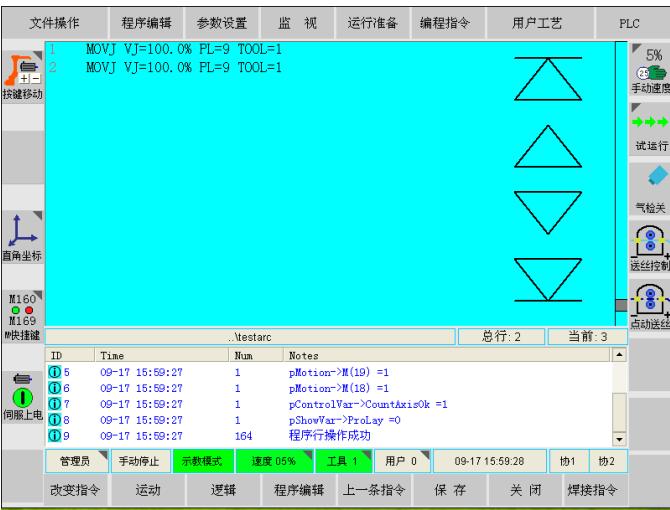 文件操作 程序编辑 参数设置 监 视 运行准备 编程指令 用户工艺 PLC
1 MOVJ VJ=100.0% PL=9 TOOL=1
2 MOVJ VJ=100.0% PL=9 TOOL=1
+|-
按键移动
直角坐标
M160
M169
M快捷键
伺服上电
5%
25
手动速度
试运行
气检关
- +
送丝控制
- +
点动送丝
..\testarc 总行: 2 当前: 3
ID Time Num Notes
5 09-17 15:59:27 1 pMotion->M(19) =1
6 09-17 15:59:27 1 pMotion->M(18) =1
7 09-17 15:59:27 1 pControlVar->CountAxisOk =1
8 09-17 15:59:27 1 pShowVar->ProLay =0
9 09-17 15:59:27 164 程序行操作成功
管理员 手动停止 示教模式 速度 05% 工具 1 用户 0 09-17 15:59:28 协1 协2
改变指令 运动 逻辑 程序编辑 上一条指令 保 存 关 闭 焊接指令